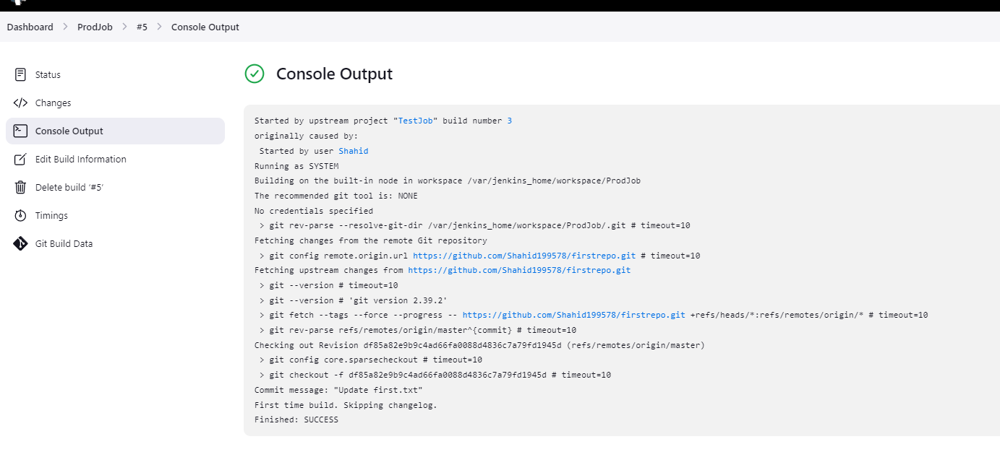 Dashboard > ProdJob > #5 > Console Output
Status
Changes
Console Output
Edit Build Information
Delete build ‘#5’
Timings
Git Build Data
Console Output
Started by upstream project "TestJob" build number 3
originally caused by:
Started by user Shahid
Running as SYSTEM
Building on the built-in node in workspace /var/jenkins_home/workspace/ProdJob
The recommended git tool is: NONE
No credentials specified
> git rev-parse --resolve-git-dir /var/jenkins_home/workspace/ProdJob/.git # timeout=10
Fetching changes from the remote Git repository
> git config remote.origin.url https://github.com/Shahid199578/firstrepo.git # timeout=10
Fetching upstream changes from https://github.com/Shahid199578/firstrepo.git
> git --version # timeout=10
> git --version # 'git version 2.39.2'
> git fetch --tags --force --progress -- https://github.com/Shahid199578/firstrepo.git +refs/heads/*:refs/remotes/origin/* # timeout=10
> git rev-parse refs/remotes/origin/master^{commit} # timeout=10
Checking out Revision df85a82e9b9c4ad66fa0088d4836c7a79fd1945d (refs/remotes/origin/master)
> git config core.sparsecheckout # timeout=10
> git checkout -f df85a82e9b9c4ad66fa0088d4836c7a79fd1945d # timeout=10
Commit message: "Update first.txt"
First time build. Skipping changelog.
Finished: SUCCESS